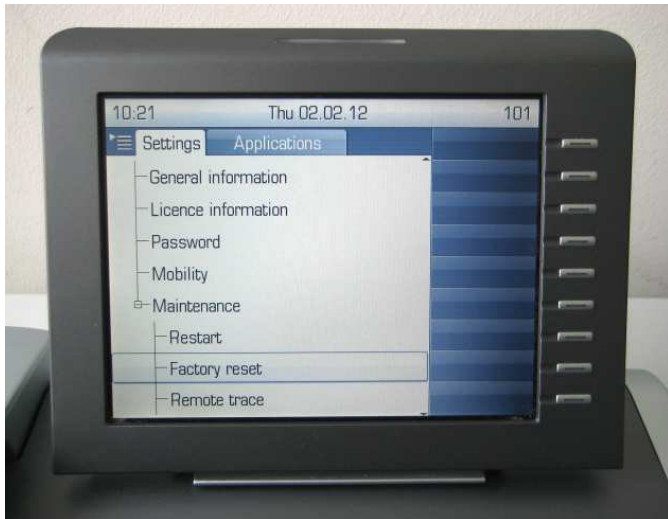 10:21 Thu 02.02.12 101
Settings Applications
General information
Licence information
Password
Mobility
Maintenance
Restart
Factory reset
Remote trace